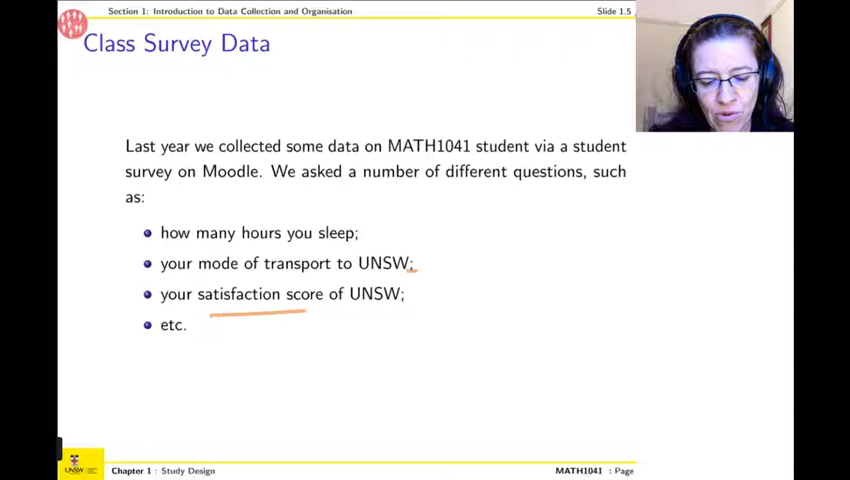 Section 1: Introduction to Data Collection and Organisation
Slide 1.5
Class Survey Data
Last year we collected some data on MATH1041 student via a student
survey on Moodle. We asked a number of different questions, such
as:
how many hours you sleep;
your mode of transport to UNSW;
your satisfaction score of UNSW;
etc.
UNSW
Chapter 1 : Study Design
MATH1041 : Page